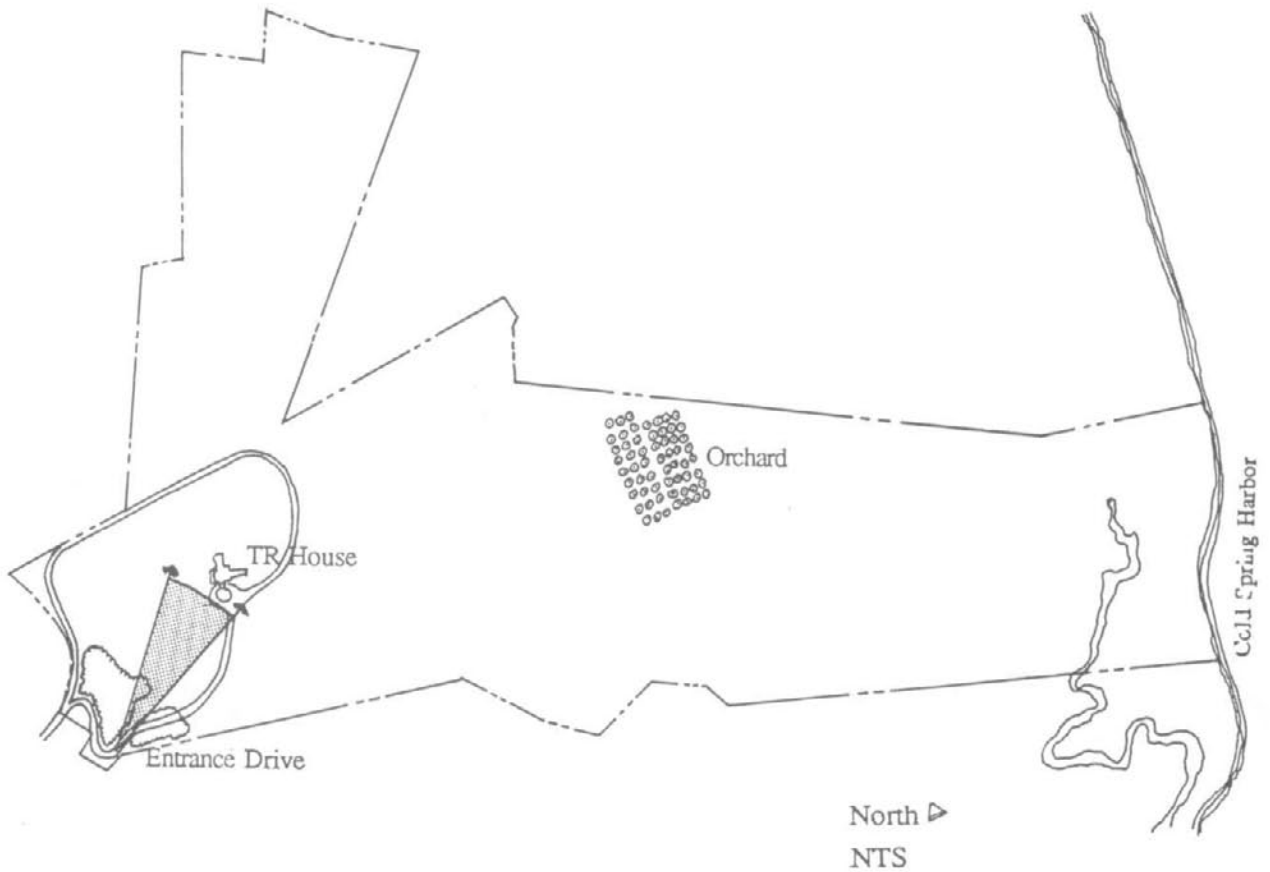 Orchard
TR House
Cold Spring Harbor
Entrance Drive
North
NTS